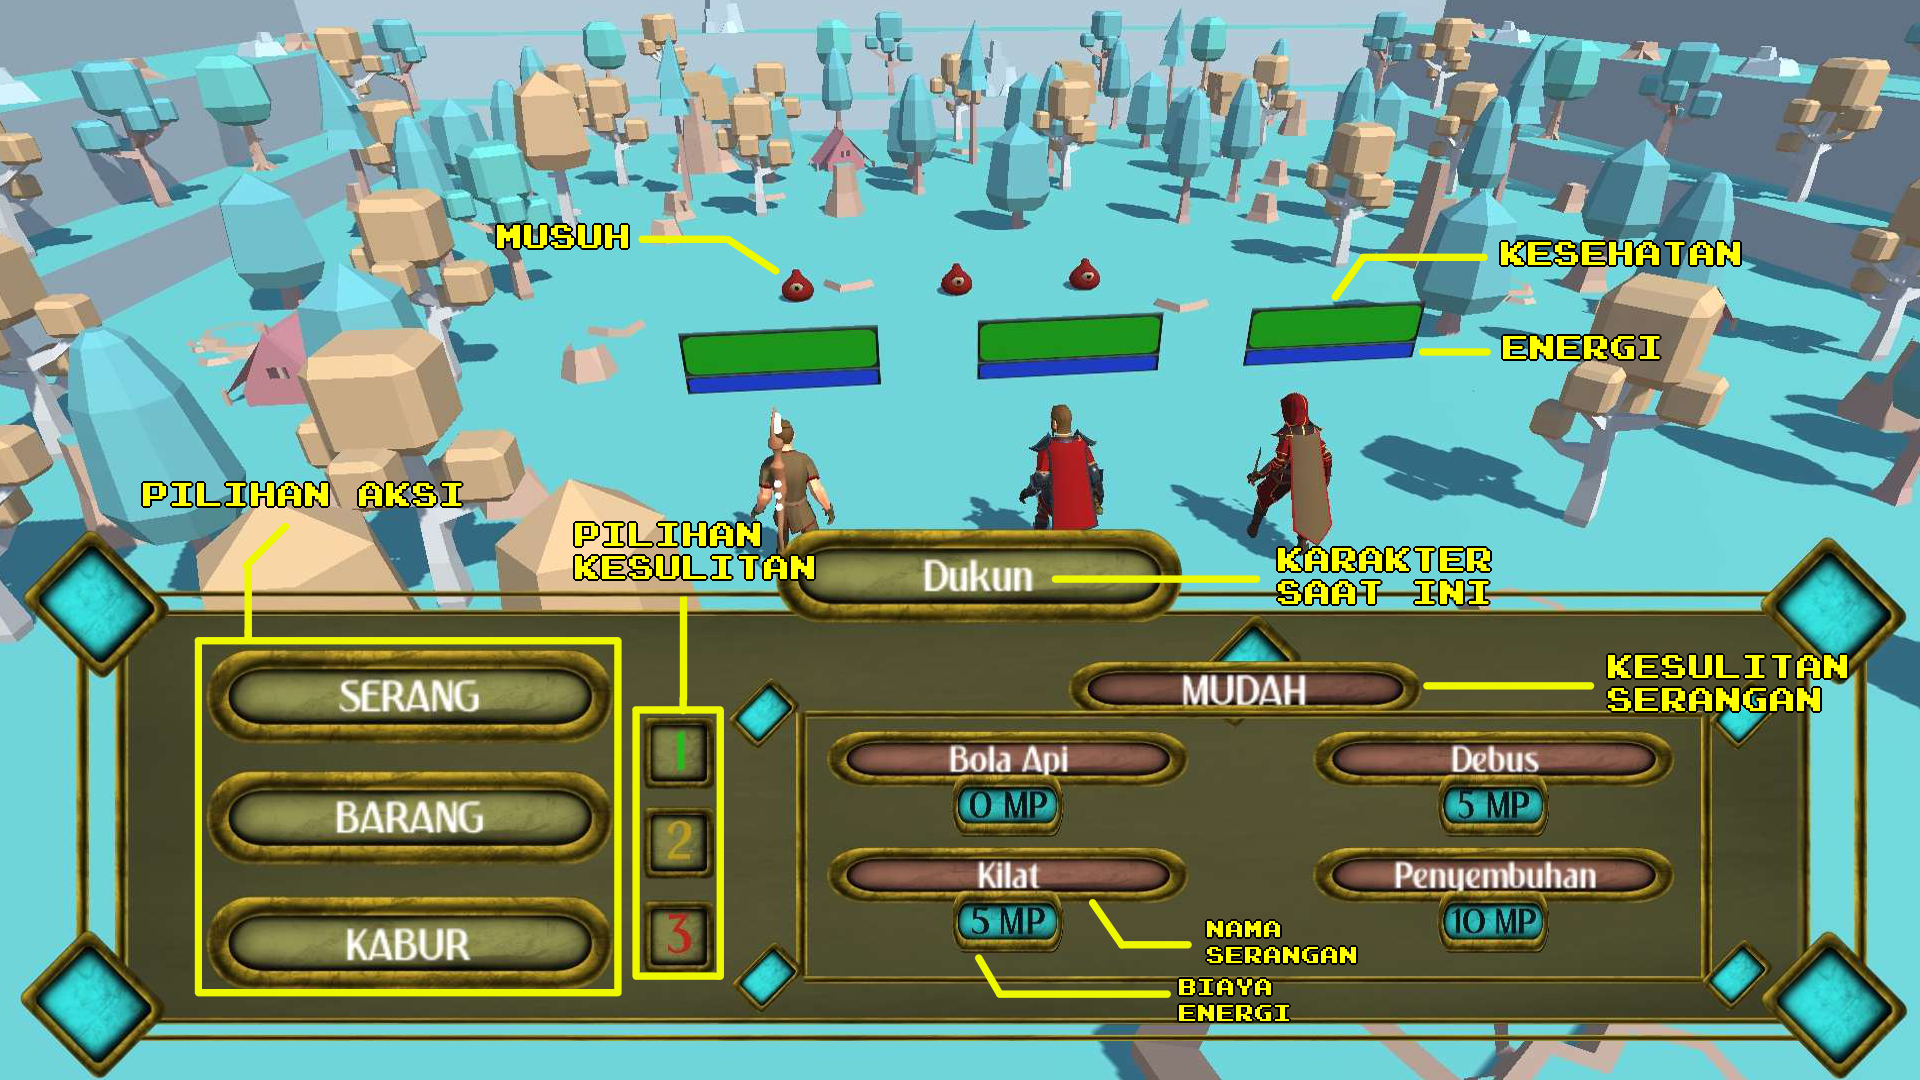 MUSUH
KESEHATAN
ENERGI
PILIHAN AKSI
PILIHAN
KESULITAN
Dukun
KARAKTER
SAAT INI
SERANG
BARANG
KABUR
1
2
3
MUDAH
KESULITAN
SERANGAN
Bola Api
0 MP
Debus
5 MP
Kilat
5 MP
Penyembuhan
10 MP
NAMA
SERANGAN
BIAYA
ENERGI